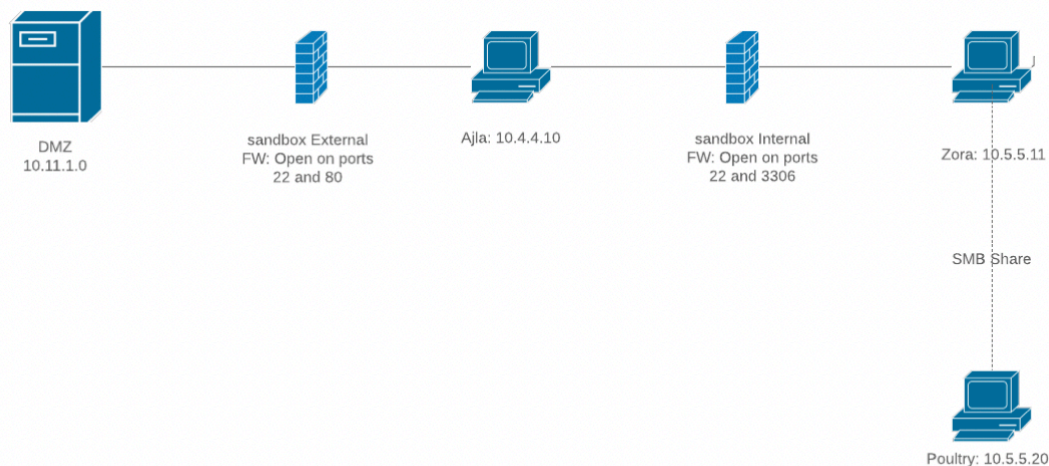 DMZ
10.11.1.0
sandbox External
FW: Open on ports
22 and 80
Ajla: 10.4.4.10
sandbox Internal
FW: Open on ports
22 and 3306
Zora: 10.5.5.11
SMB Share
Poultry: 10.5.5.20